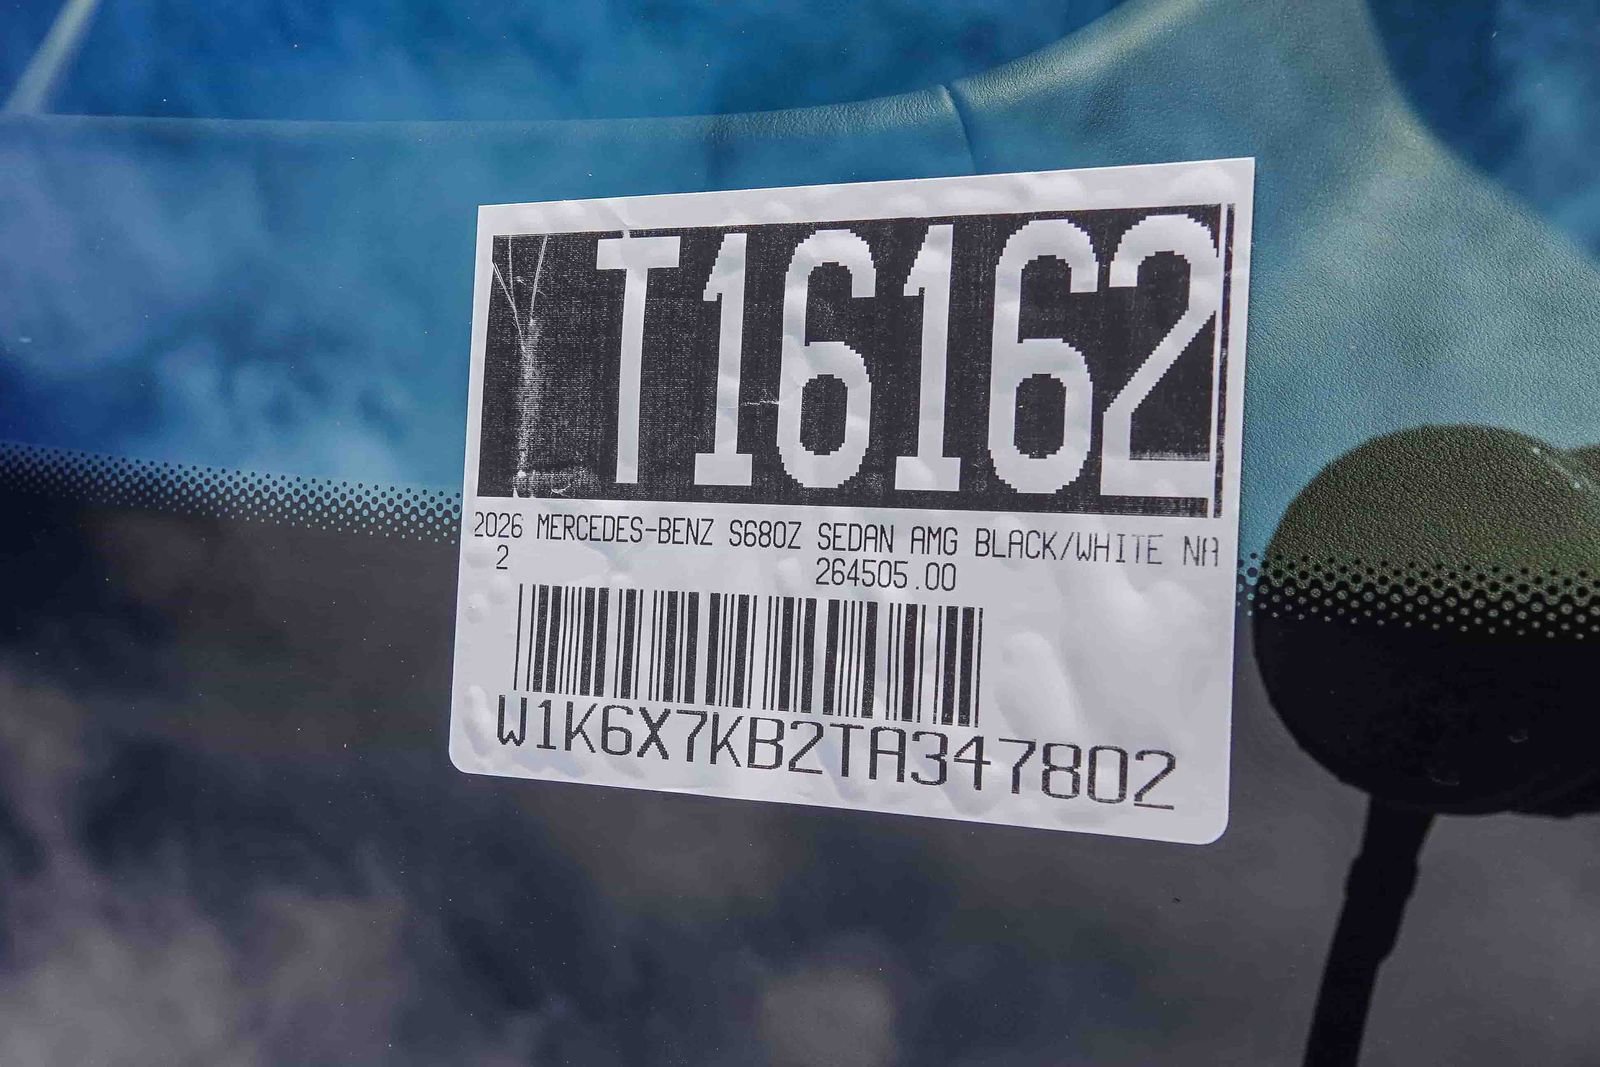 T16162
2026 MERCEDES-BENZ S680Z SEDAN AMG BLACK/WHITE NA
2 264505.00
W1K6X7KB2TA347802